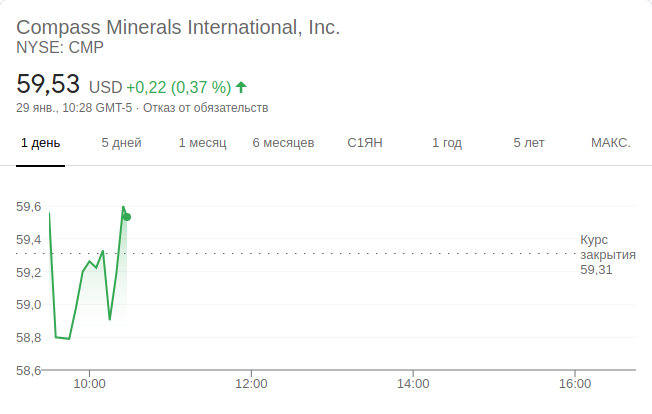 Compass Minerals International, Inc.
NYSE: CMP
59,53 USD +0,22 (0,37 %)
29 янв., 10:28 GMT-5 · Отказ от обязательств
1 день 5 дней 1 месяц 6 месяцев С1ЯН 1 год 5 лет МАКС.
59,6
59,4
59,2
59,0
58,8
58,6
Курс
закрытия
59,31
10:00 12:00 14:00 16:00